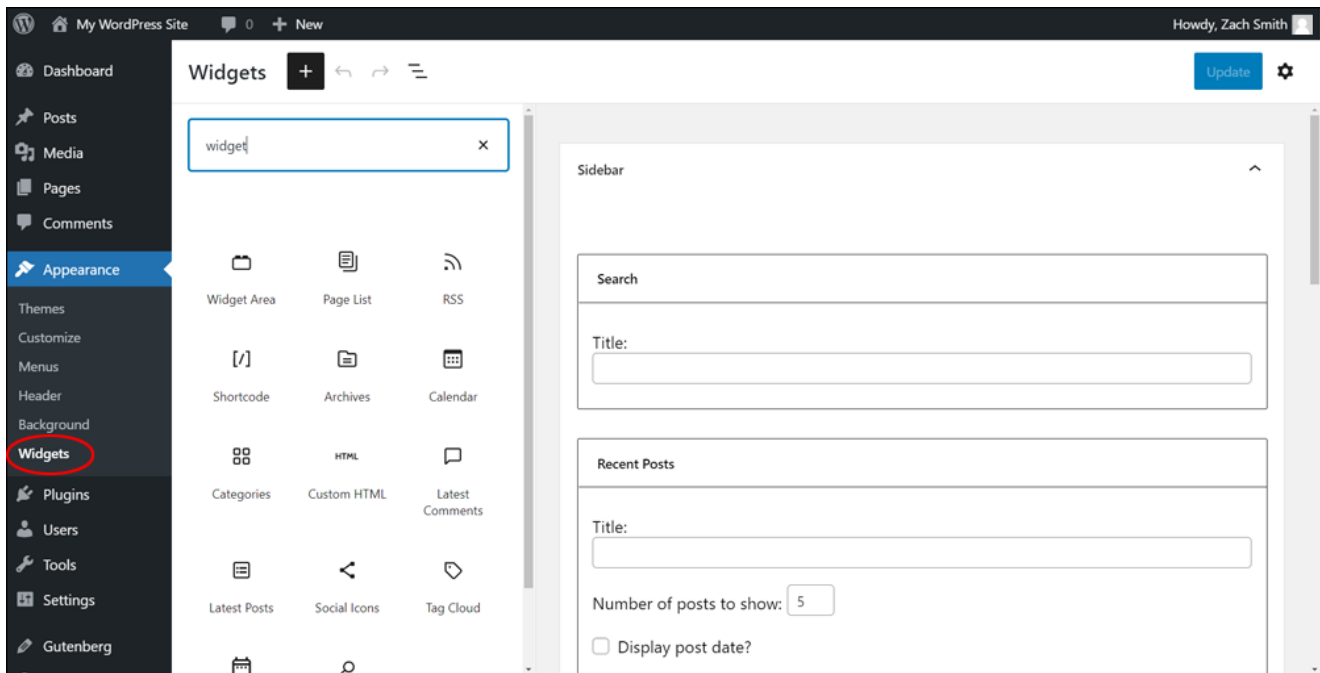 My WordPress Site 0 New Howdy, Zach Smith
Dashboard
Posts
Media
Pages
Comments
Appearance
Themes
Customize
Menus
Header
Background
Widgets
Plugins
Users
Tools
Settings
Gutenberg
Widgets Update
widget
Widget Area Page List RSS
Shortcode Archives Calendar
Categories Custom HTML Latest
Comments
Latest Posts Social Icons Tag Cloud
Sidebar
Search
Title:
Recent Posts
Title:
Number of posts to show: 5
Display post date?